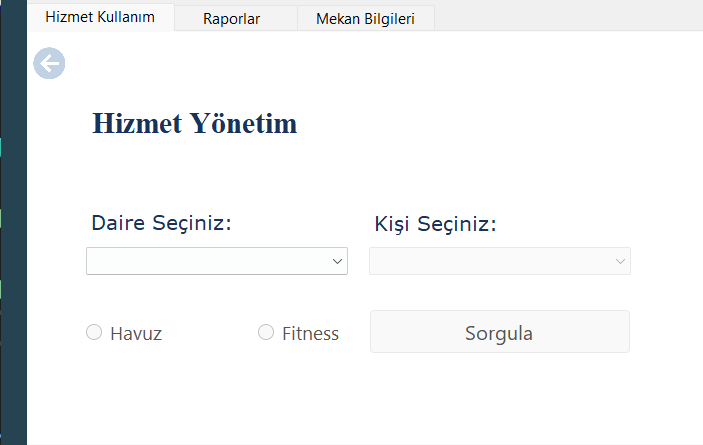 Hizmet Kullanım
Raporlar
Mekan Bilgileri
Hizmet Yönetim
Daire Seçiniz:
Kişi Seçiniz:
Havuz
Fitness
Sorgula